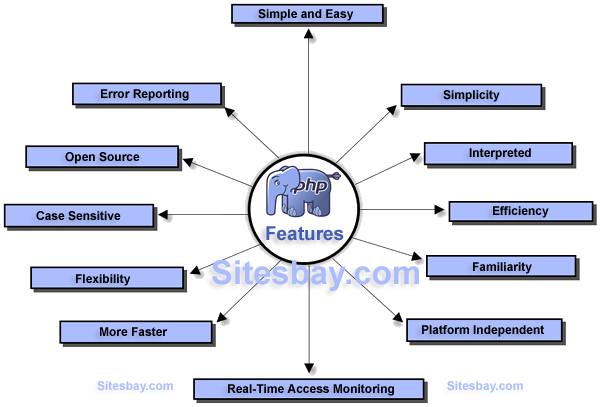 Simple and Easy
Error Reporting
Simplicity
Open Source
Interpreted
php
Case Sensitive
Efficiency
Features
Sitesbay.com
Flexibility
Familiarity
More Faster
Platform Independent
Sitesbay.com
Real-Time Access Monitoring
Sitesbay.com